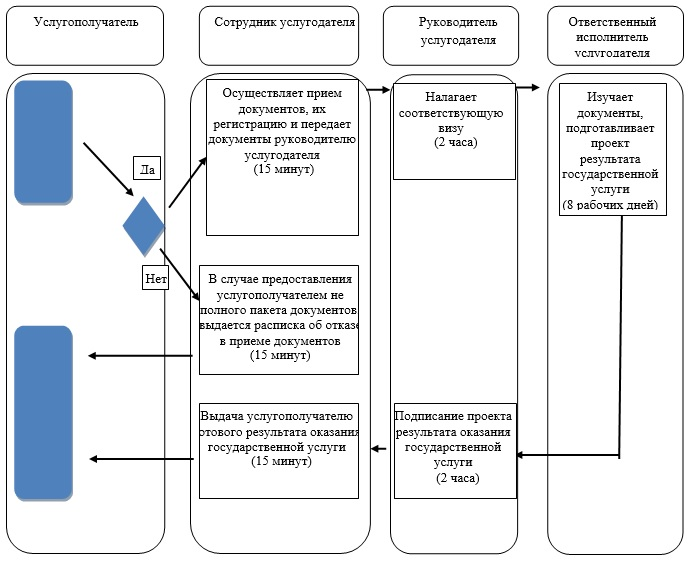 Услугополучатель
Сотрудник услугодателя
Руководитель
услугодателя
Ответственный
исполнитель
услугодателя
Да
Нет
Осуществляет прием
документов, их
регистрацию и передает
документы руководителю
услугодателя
(15 минут)
Налагает
соответствующую
визу
(2 часа)
Изучает
документы,
подготавливает
проект
результата
государственной
услуги
(8 рабочих дней)
В случае предоставления
услугополучателем не
полного пакета документов
выдается расписка об отказе
в приеме документов
(15 минут)
Выдача услугополучателю
отового результата оказания
государственной услуги
(15 минут)
Подписание проекта
результата оказания
государственной
услуги
(2 часа)